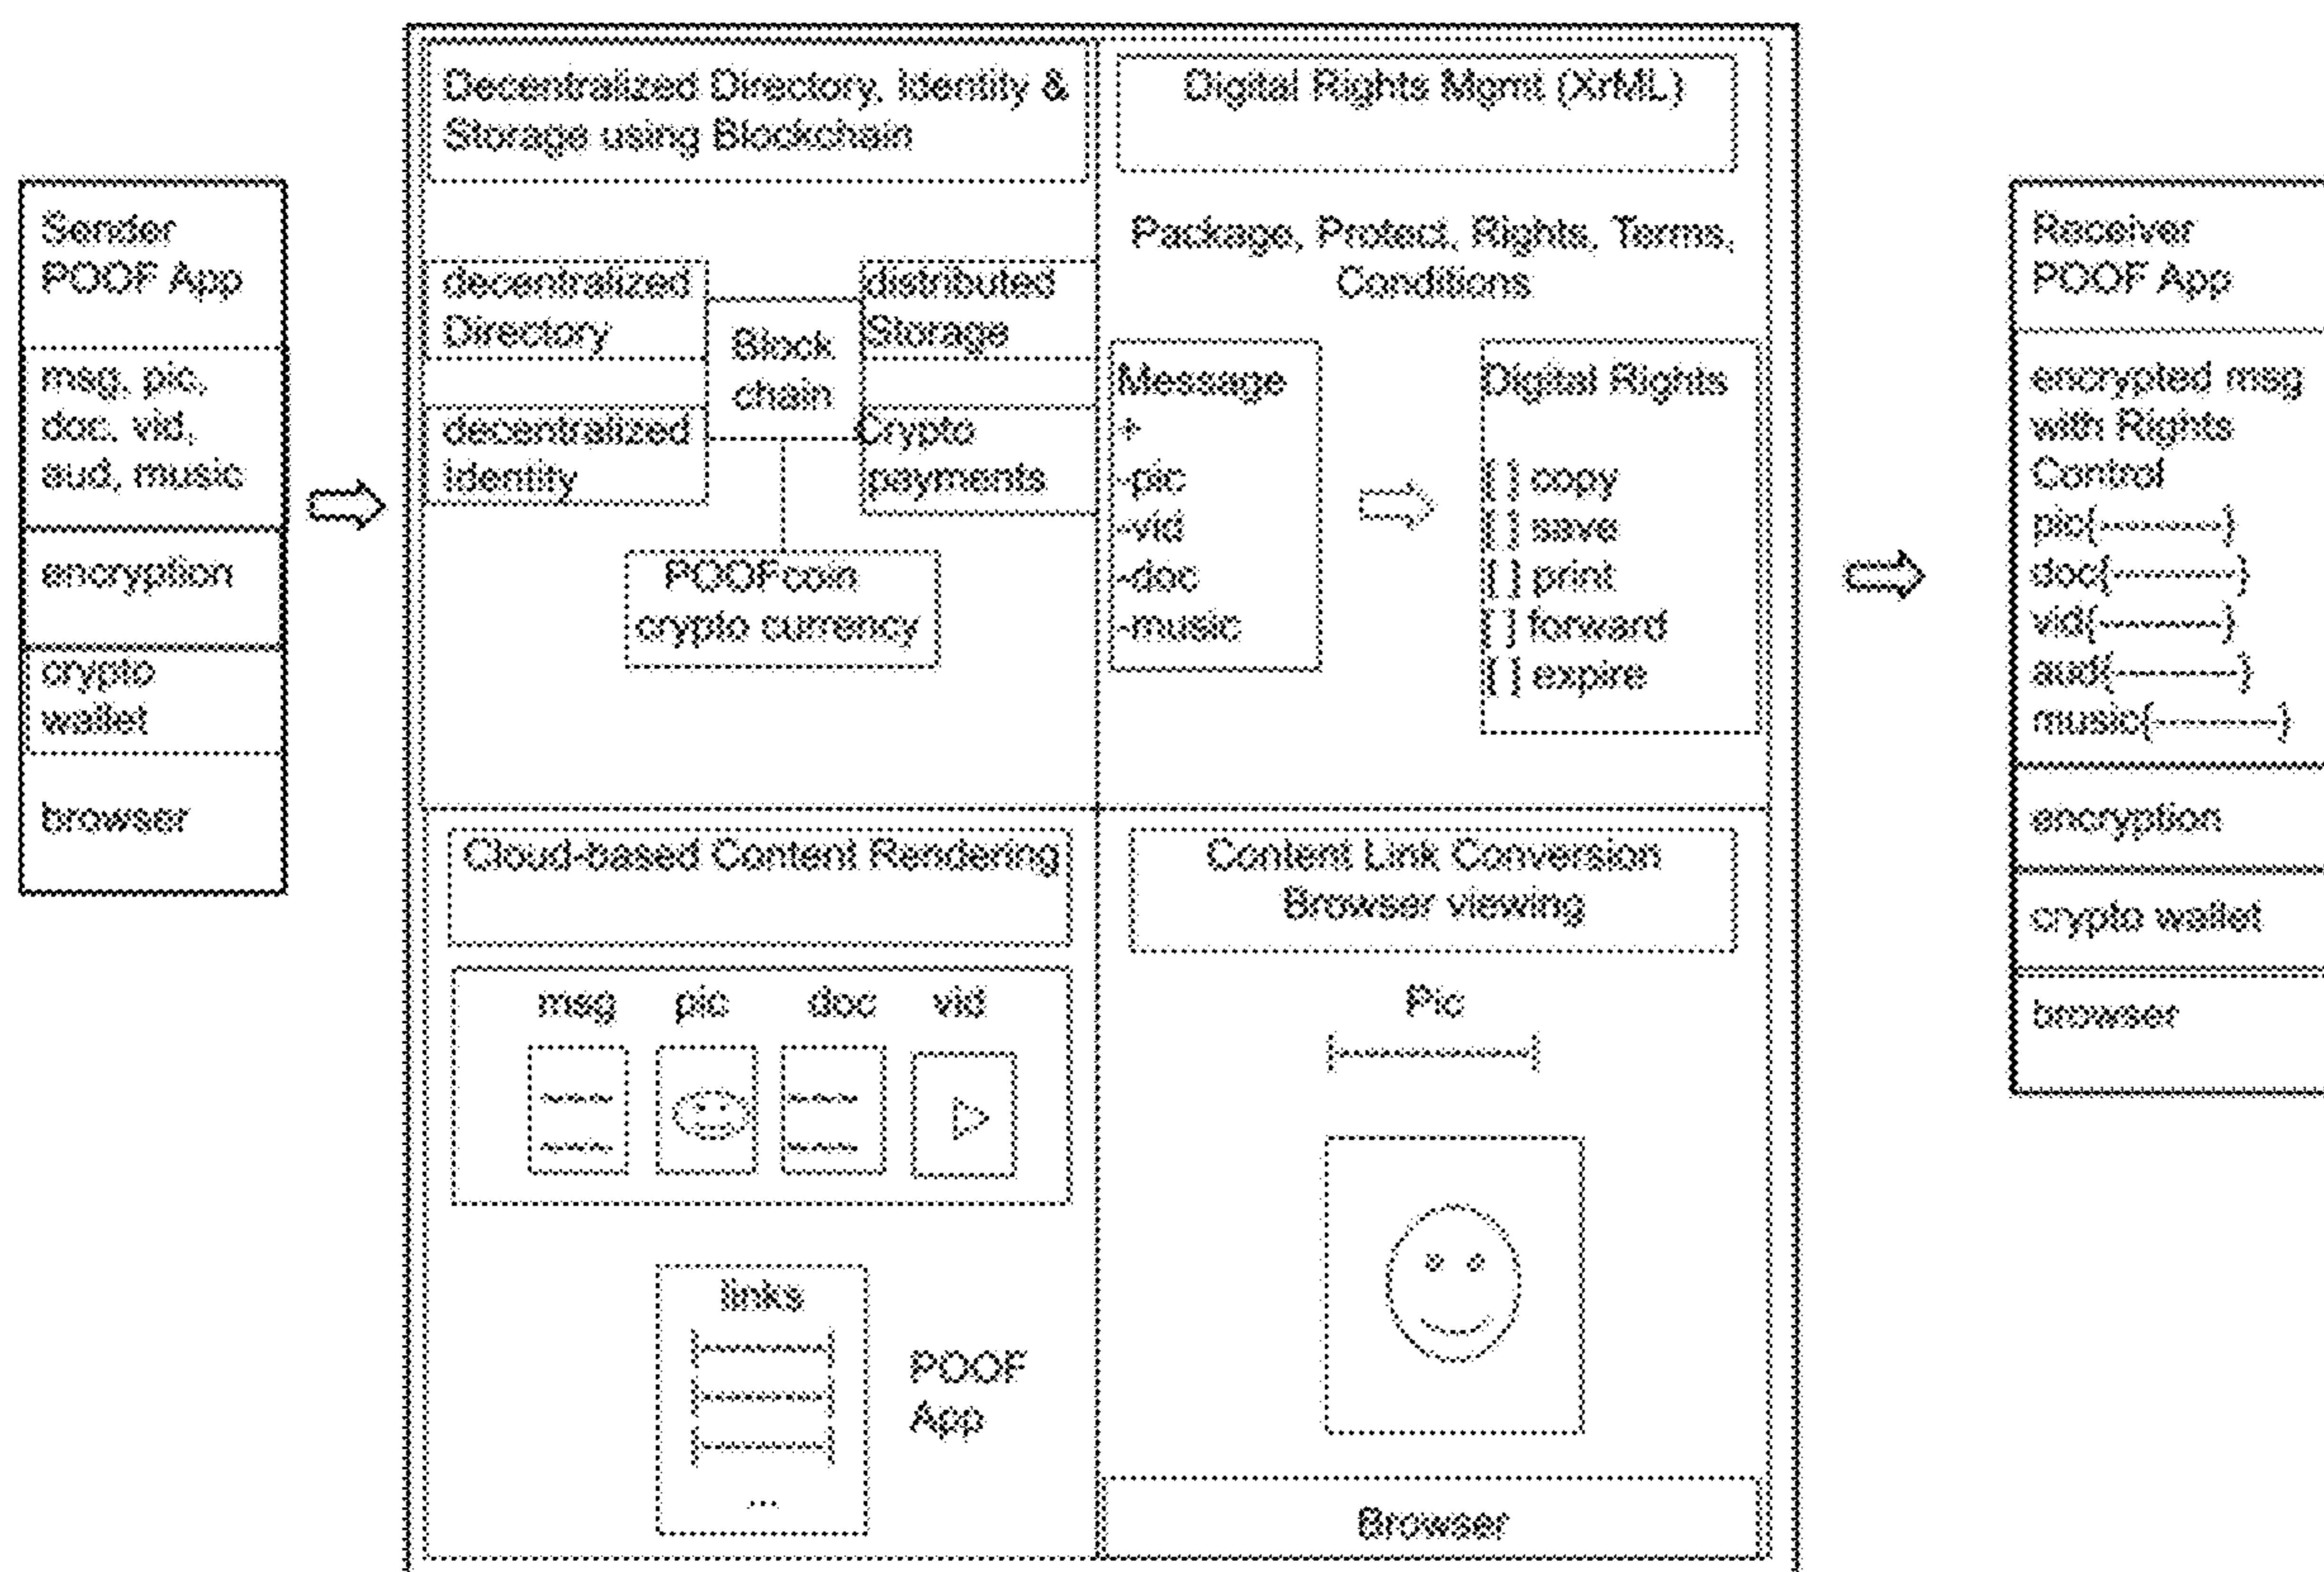 Sender
POOF App
msg, pic,
doc, vid,
aud, music
encryption
crypto
wallet
browser
Decentralized Directory, Identity &
Storage using Blockchain
decentralized
Directory
Block
chain
distributed
Storage
decentralized
Identity
Crypto
payments
POOFcoin
crypto currency
Digital Rights Mgmt (XrML)
Package, Protect, Rights, Terms,
Conditions
Message
+
-pic
-vid
-doc
-music
Digital Rights
[ ] copy
[ ] save
[ ] print
[ ] forward
[ ] expire
Cloud-based Content Rendering
msg pic doc vid
links
...
POOF
App
Content Link Conversion
Browser viewing
Pic
Browser
Receiver
POOF App
encrypted msg
with Rights
Control
pic{--------}
doc{--------}
vid{--------}
aud{--------}
music{--------}
encryption
crypto wallet
browser